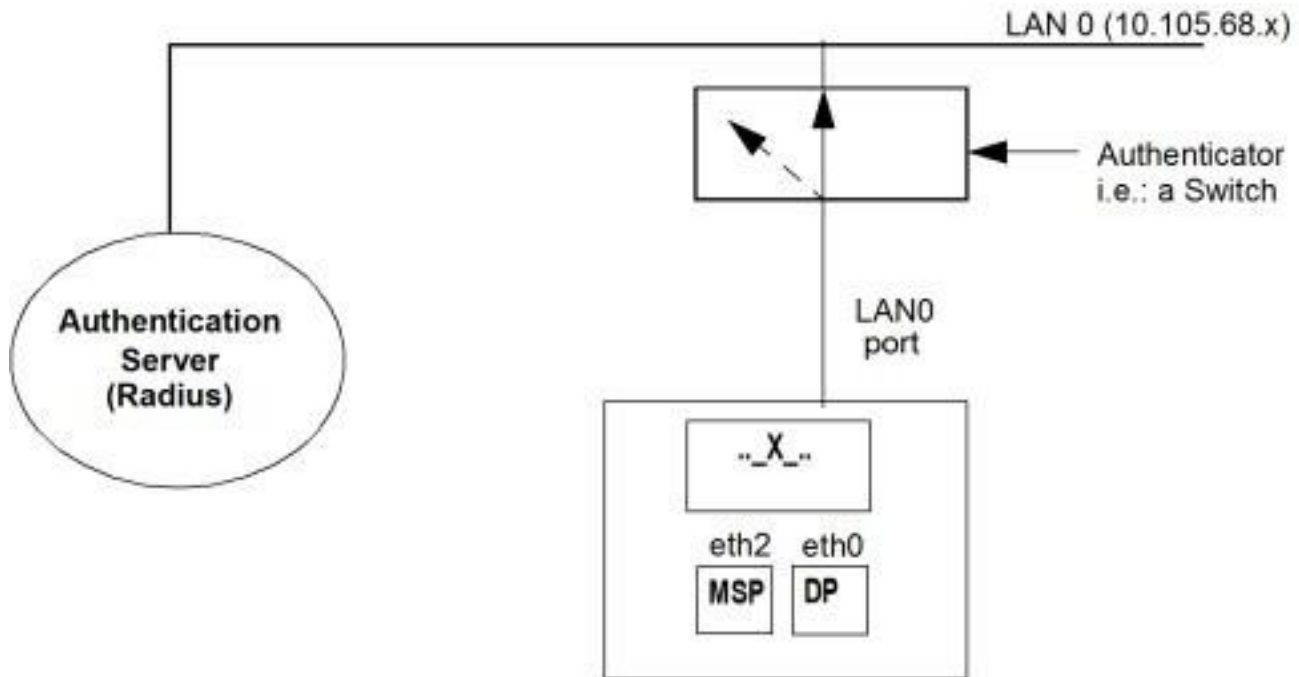 LAN 0 (10.105.68.x)
Authenticator
i.e.: a Switch
Authentication
Server
(Radius)
LAN0
port
.._X_..
eth2 eth0
MSP DP